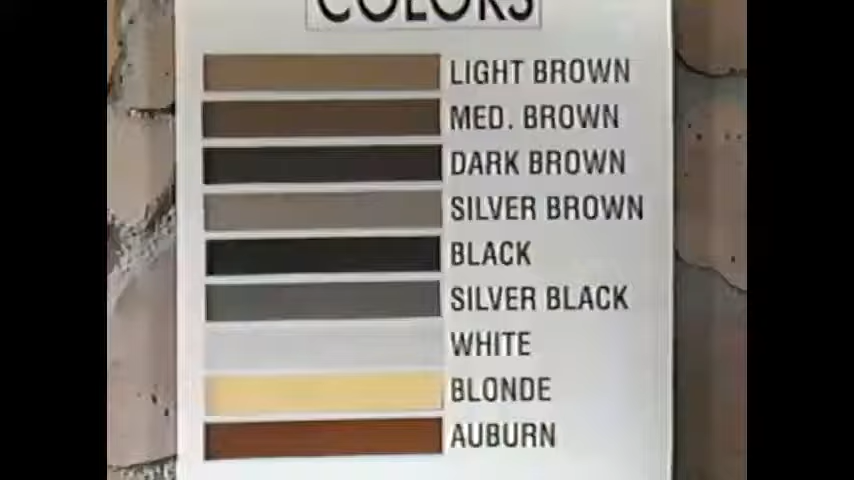 COLORS
LIGHT BROWN
MED. BROWN
DARK BROWN
SILVER BROWN
BLACK
SILVER BLACK
WHITE
BLONDE
AUBURN